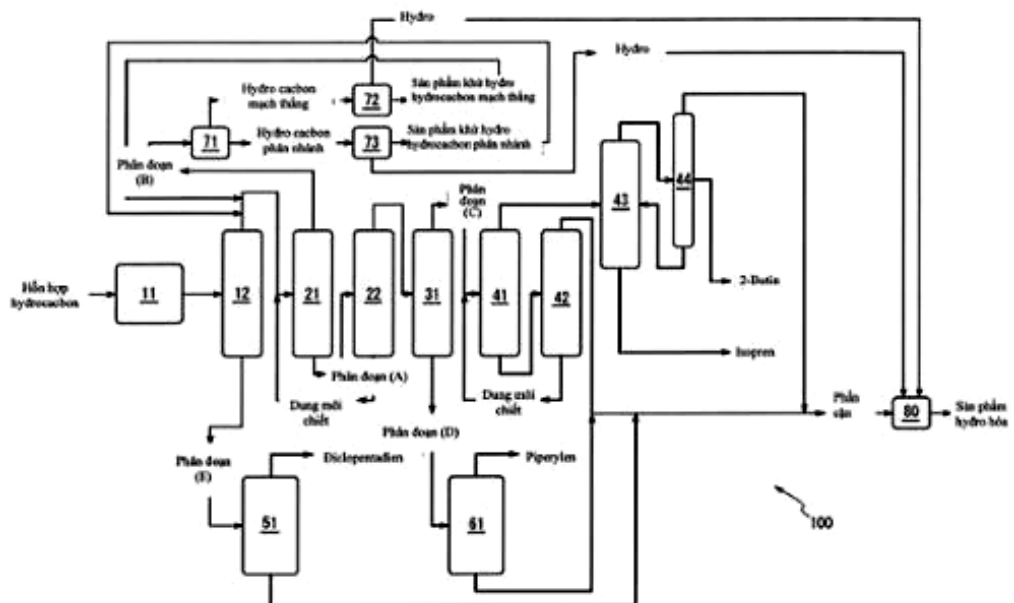 Hydro
Hydro
Hydro cacbon
mạch thẳng
72
Sản phẩm khử hydro
hydrocacbon mạch thẳng
71
Hydro cacbon
phân nhánh
73
Sản phẩm khử hydro
hydrocacbon phân nhánh
Phân đoạn
(B)
Phân
đoạn
(C)
43
44
Hỗn hợp
hydrocacbon
11
12
21
22
31
41
42
2-Butin
Isopren
Phân đoạn (A)
Dung môi
chiết
Dung môi
chiết
Phân đoạn (D)
Phần
cặn
80
Sản phẩm
hydro hóa
Phân đoạn
(E)
Diclopentadien
Piperylen
51
61
100